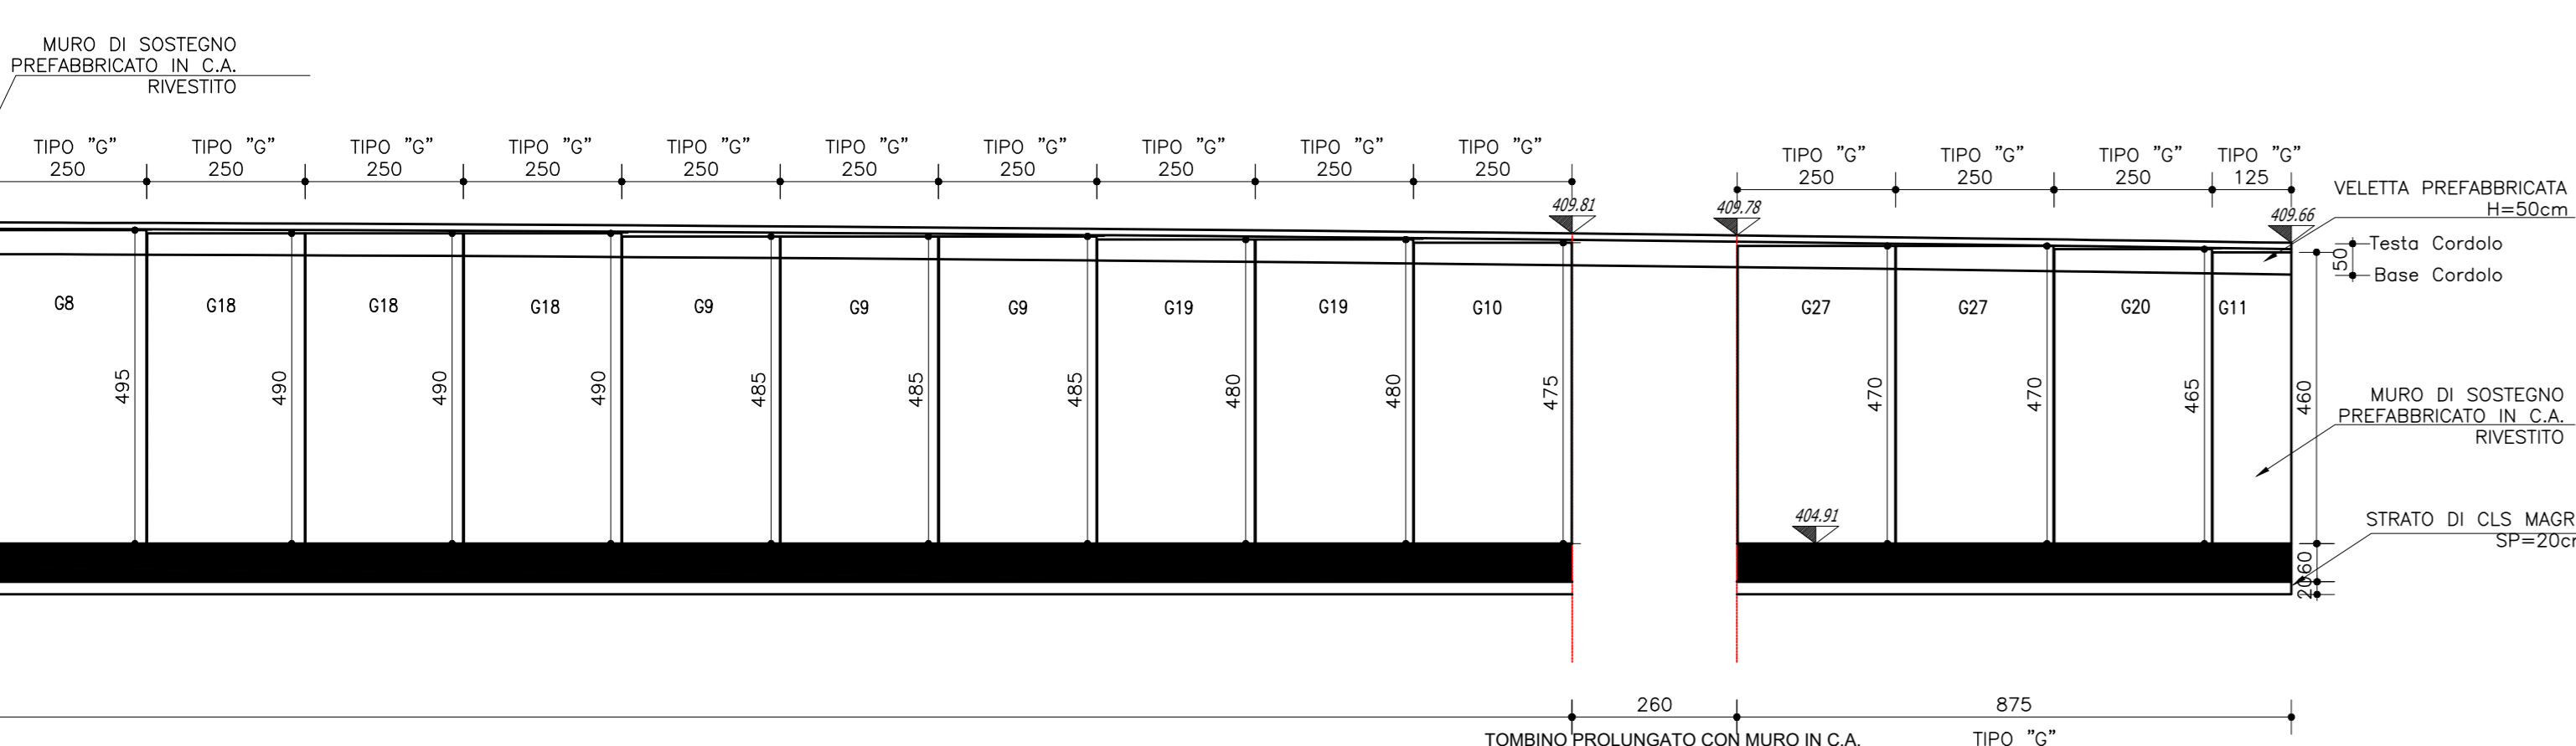 MURO DI SOSTEGNO
PREFABBRICATO IN C.A.
RIVESTITO
TIPO "G" TIPO "G" TIPO "G" TIPO "G" TIPO "G" TIPO "G" TIPO "G" TIPO "G" TIPO "G" TIPO "G"
250 250 250 250 250 250 250 250 250 250
TIPO "G" TIPO "G" TIPO "G" TIPO "G"
250 250 250 125
VELETTA PREFABBRICATA
H=50cm
409.81 409.78 409.66
Testa Cordolo
50
Base Cordolo
G8 G18 G18 G18 G9 G9 G9 G19 G19 G10 G27 G27 G20 G11
495 490 490 490 485 485 485 480 480 475 470 470 465 460
MURO DI SOSTEGNO
PREFABBRICATO IN C.A.
RIVESTITO
404.91
STRATO DI CLS MAGR
SP=20cm
60
20
260 875
TOMBINO PROLUNGATO CON MURO IN C.A. TIPO "G"